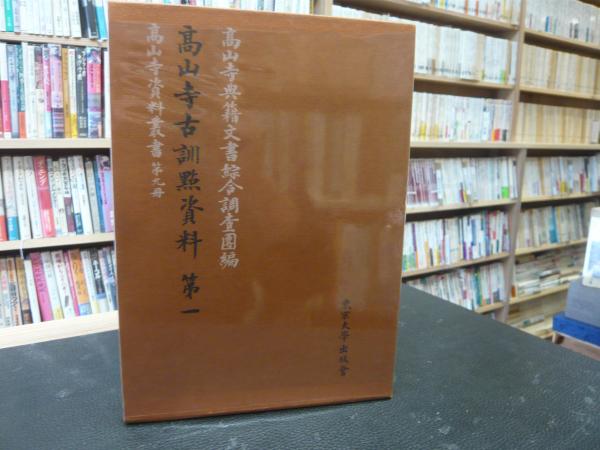 高山寺典籍文書綜合調査團編
高山寺古訓點資料 第一
高山寺資料叢書 第九冊
東京大学出版会